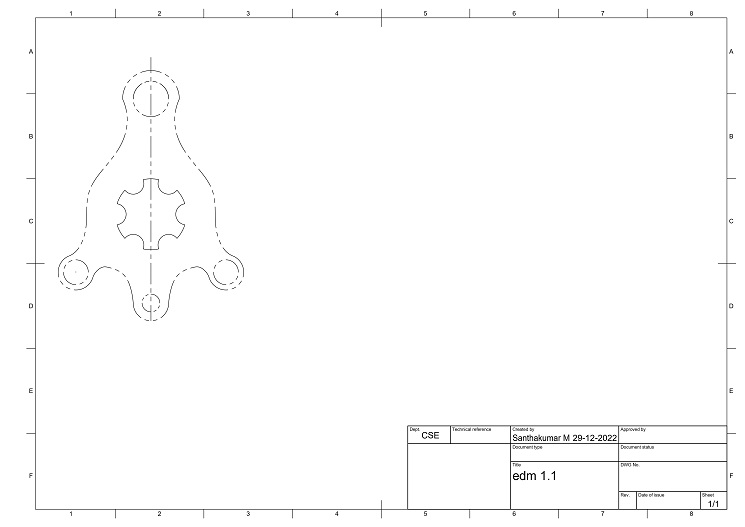 1 2 3 4 5 6 7 8
A A
B B
C C
D D
E E
F F
Dept. Technical reference Created by Approved by
CSE Santhakumar M 29-12-2022
Document type Document status
Title DWG No.
edm 1.1
Rev. Date of issue Sheet
1/1
1 2 3 4 5 6 7 8